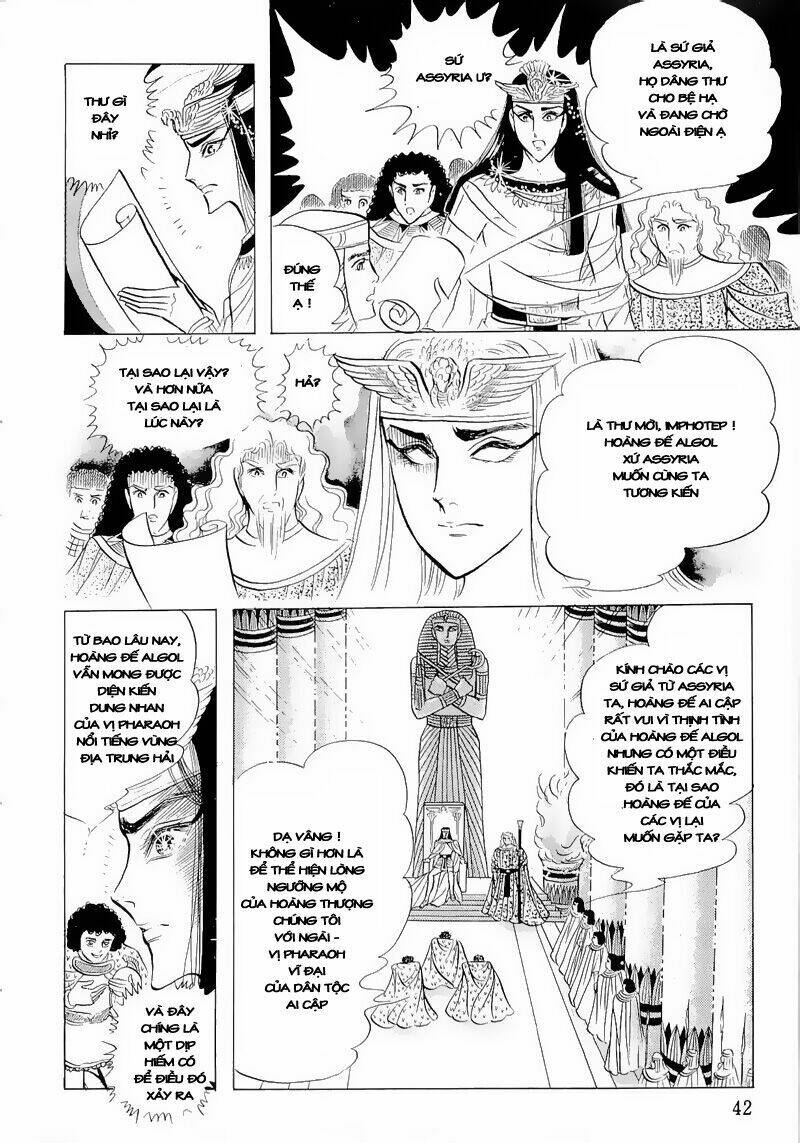 THƯ GÌ
ĐÂY
NHỈ?
SỨ
ASSYRIA Ư?
LÀ SỨ GIẢ
ASSYRIA,
HỌ DÂNG THƯ
CHO BỆ HẠ
VÀ ĐANG CHỜ
NGOÀI ĐIỆN Ạ
ĐÚNG
THẾ
Ạ !
TẠI SAO LẠI VẬY?
VÀ HƠN NỮA
TẠI SAO LẠI LÀ
LÚC NÀY?
HẢ?
LÀ THƯ MỜI, IMPHOTEP !
HOÀNG ĐẾ ALGOL
XỨ ASSYRIA
MUỐN CÙNG TA
TƯƠNG KIẾN
TỪ BAO LÂU NAY,
HOÀNG ĐẾ ALGOL
VẪN MONG ĐƯỢC
DIỆN KIẾN
DUNG NHAN
CỦA VỊ PHARAOH
NỔI TIẾNG VÙNG
ĐỊA TRUNG HẢI
VÀ ĐÂY
CHÍNG LÀ
MỘT DỊP
HIẾM CÓ
ĐỂ ĐIỀU ĐÓ
XẢY RA
KÍNH CHÀO CÁC VỊ
SỨ GIẢ TỪ ASSYRIA
TA, HOÀNG ĐẾ AI CẬP
RẤT VUI VÌ THỊNH TÌNH
CỦA HOÀNG ĐẾ ALGOL
NHƯNG CÓ MỘT ĐIỀU
KHIẾN TA THẮC MẮC,
ĐÓ LÀ TẠI SAO
HOÀNG ĐẾ CỦA
CÁC VỊ LẠI
MUỐN GẶP TA?
DẠ VÂNG !
KHÔNG GÌ HƠN LÀ
ĐỂ THỂ HIỆN LÒNG
NGƯỠNG MỘ
CỦA HOÀNG THƯỢNG
CHÚNG TÔI
VỚI NGÀI -
VỊ PHARAOH
VĨ ĐẠI
CỦA DÂN TỘC
AI CẬP
42